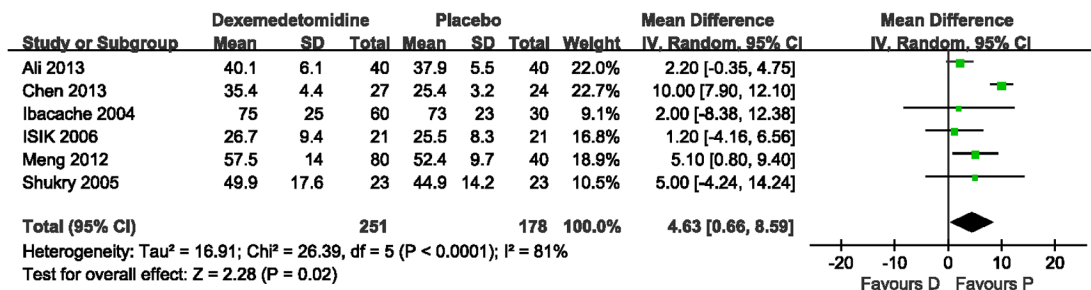 Dexemedetomidine Placebo Mean Difference Mean Difference
Study or Subgroup Mean SD Total Mean SD Total Weight IV, Random, 95% CI IV, Random, 95% CI
Ali 2013 40.1 6.1 40 37.9 5.5 40 22.0% 2.20 [-0.35, 4.75]
Chen 2013 35.4 4.4 27 25.4 3.2 24 22.7% 10.00 [7.90, 12.10]
Ibacache 2004 75 25 60 73 23 30 9.1% 2.00 [-8.38, 12.38]
ISIK 2006 26.7 9.4 21 25.5 8.3 21 16.8% 1.20 [-4.16, 6.56]
Meng 2012 57.5 14 80 52.4 9.7 40 18.9% 5.10 [0.80, 9.40]
Shukry 2005 49.9 17.6 23 44.9 14.2 23 10.5% 5.00 [-4.24, 14.24]
Total (95% CI) 251 178 100.0% 4.63 [0.66, 8.59]
Heterogeneity: Tau² = 16.91; Chi² = 26.39, df = 5 (P < 0.0001); I² = 81%
Test for overall effect: Z = 2.28 (P = 0.02)
-20 -10 0 10 20
Favours D Favours P